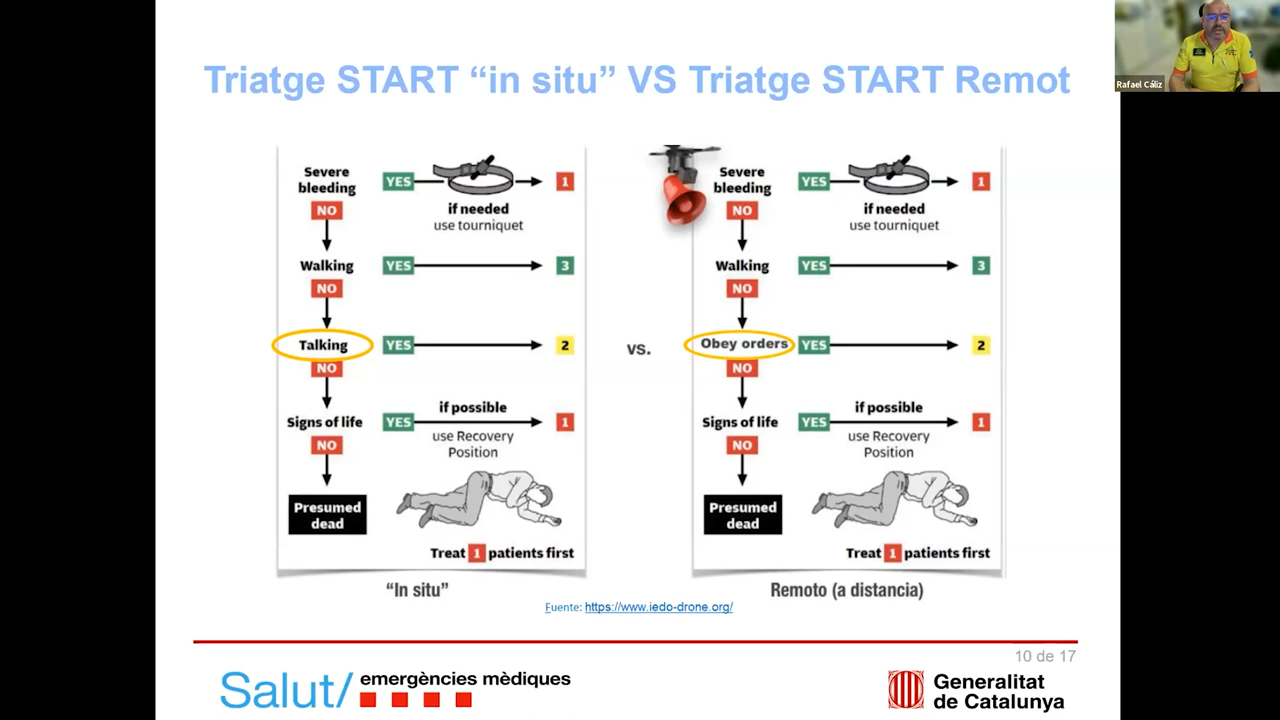 Rafael Cáliz
Triatge START “in situ” VS Triatge START Remot
Severe
bleeding
YES
1
NO
if needed
use tourniquet
Walking
YES
3
NO
Talking
YES
2
NO
Signs of life
YES
if possible
1
use Recovery
Position
NO
Presumed
dead
Treat 1 patients first
“In situ”
vs.
Severe
bleeding
YES
1
NO
if needed
use tourniquet
Walking
YES
3
NO
Obey orders
YES
2
NO
Signs of life
YES
if possible
1
use Recovery
Position
NO
Presumed
dead
Treat 1 patients first
Remoto (a distancia)
Fuente: https://www.iedo-drone.org/
10 de 17
Salut/ emergències mèdiques
Generalitat
de Catalunya